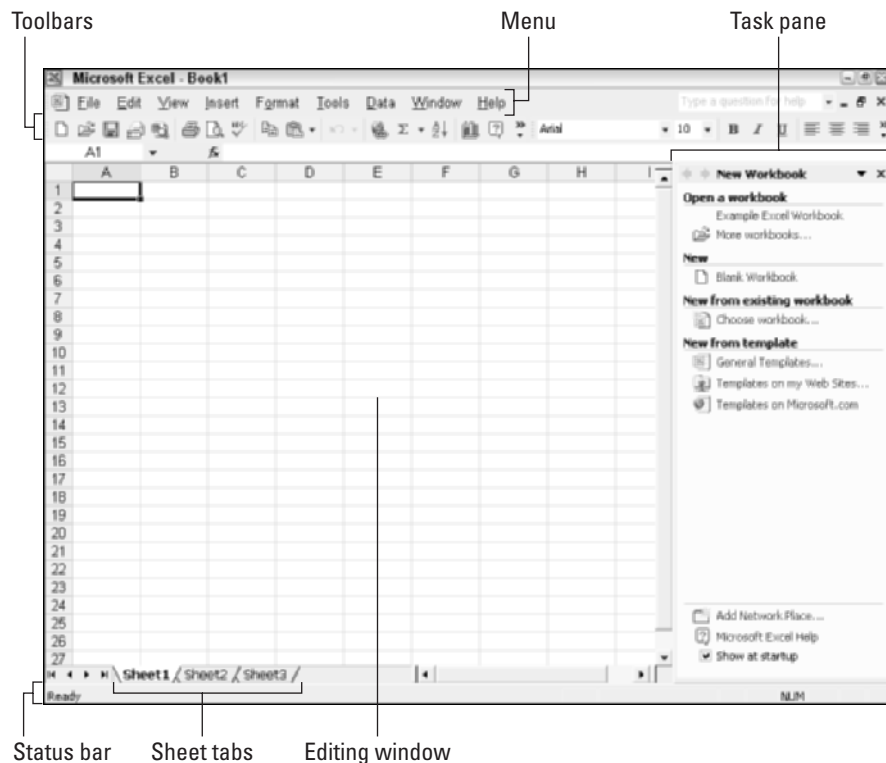 Toolbars Menu Task pane
Microsoft Excel - Book1
File Edit View Insert Format Tools Data Window Help Type a question for help
Arial 10 B I U
A1 fx
A B C D E F G H I
New Workbook
Open a workbook
Example Excel Workbook
More workbooks...
New
Blank Workbook
New from existing workbook
Choose workbook...
New from template
General Templates...
Templates on my Web Sites...
Templates on Microsoft.com
Add Network Place...
Microsoft Excel Help
Show at startup
1
2
3
4
5
6
7
8
9
10
11
12
13
14
15
16
17
18
19
20
21
22
23
24
25
26
27
Sheet1 Sheet2 Sheet3
Ready NUM
Status bar Sheet tabs Editing window